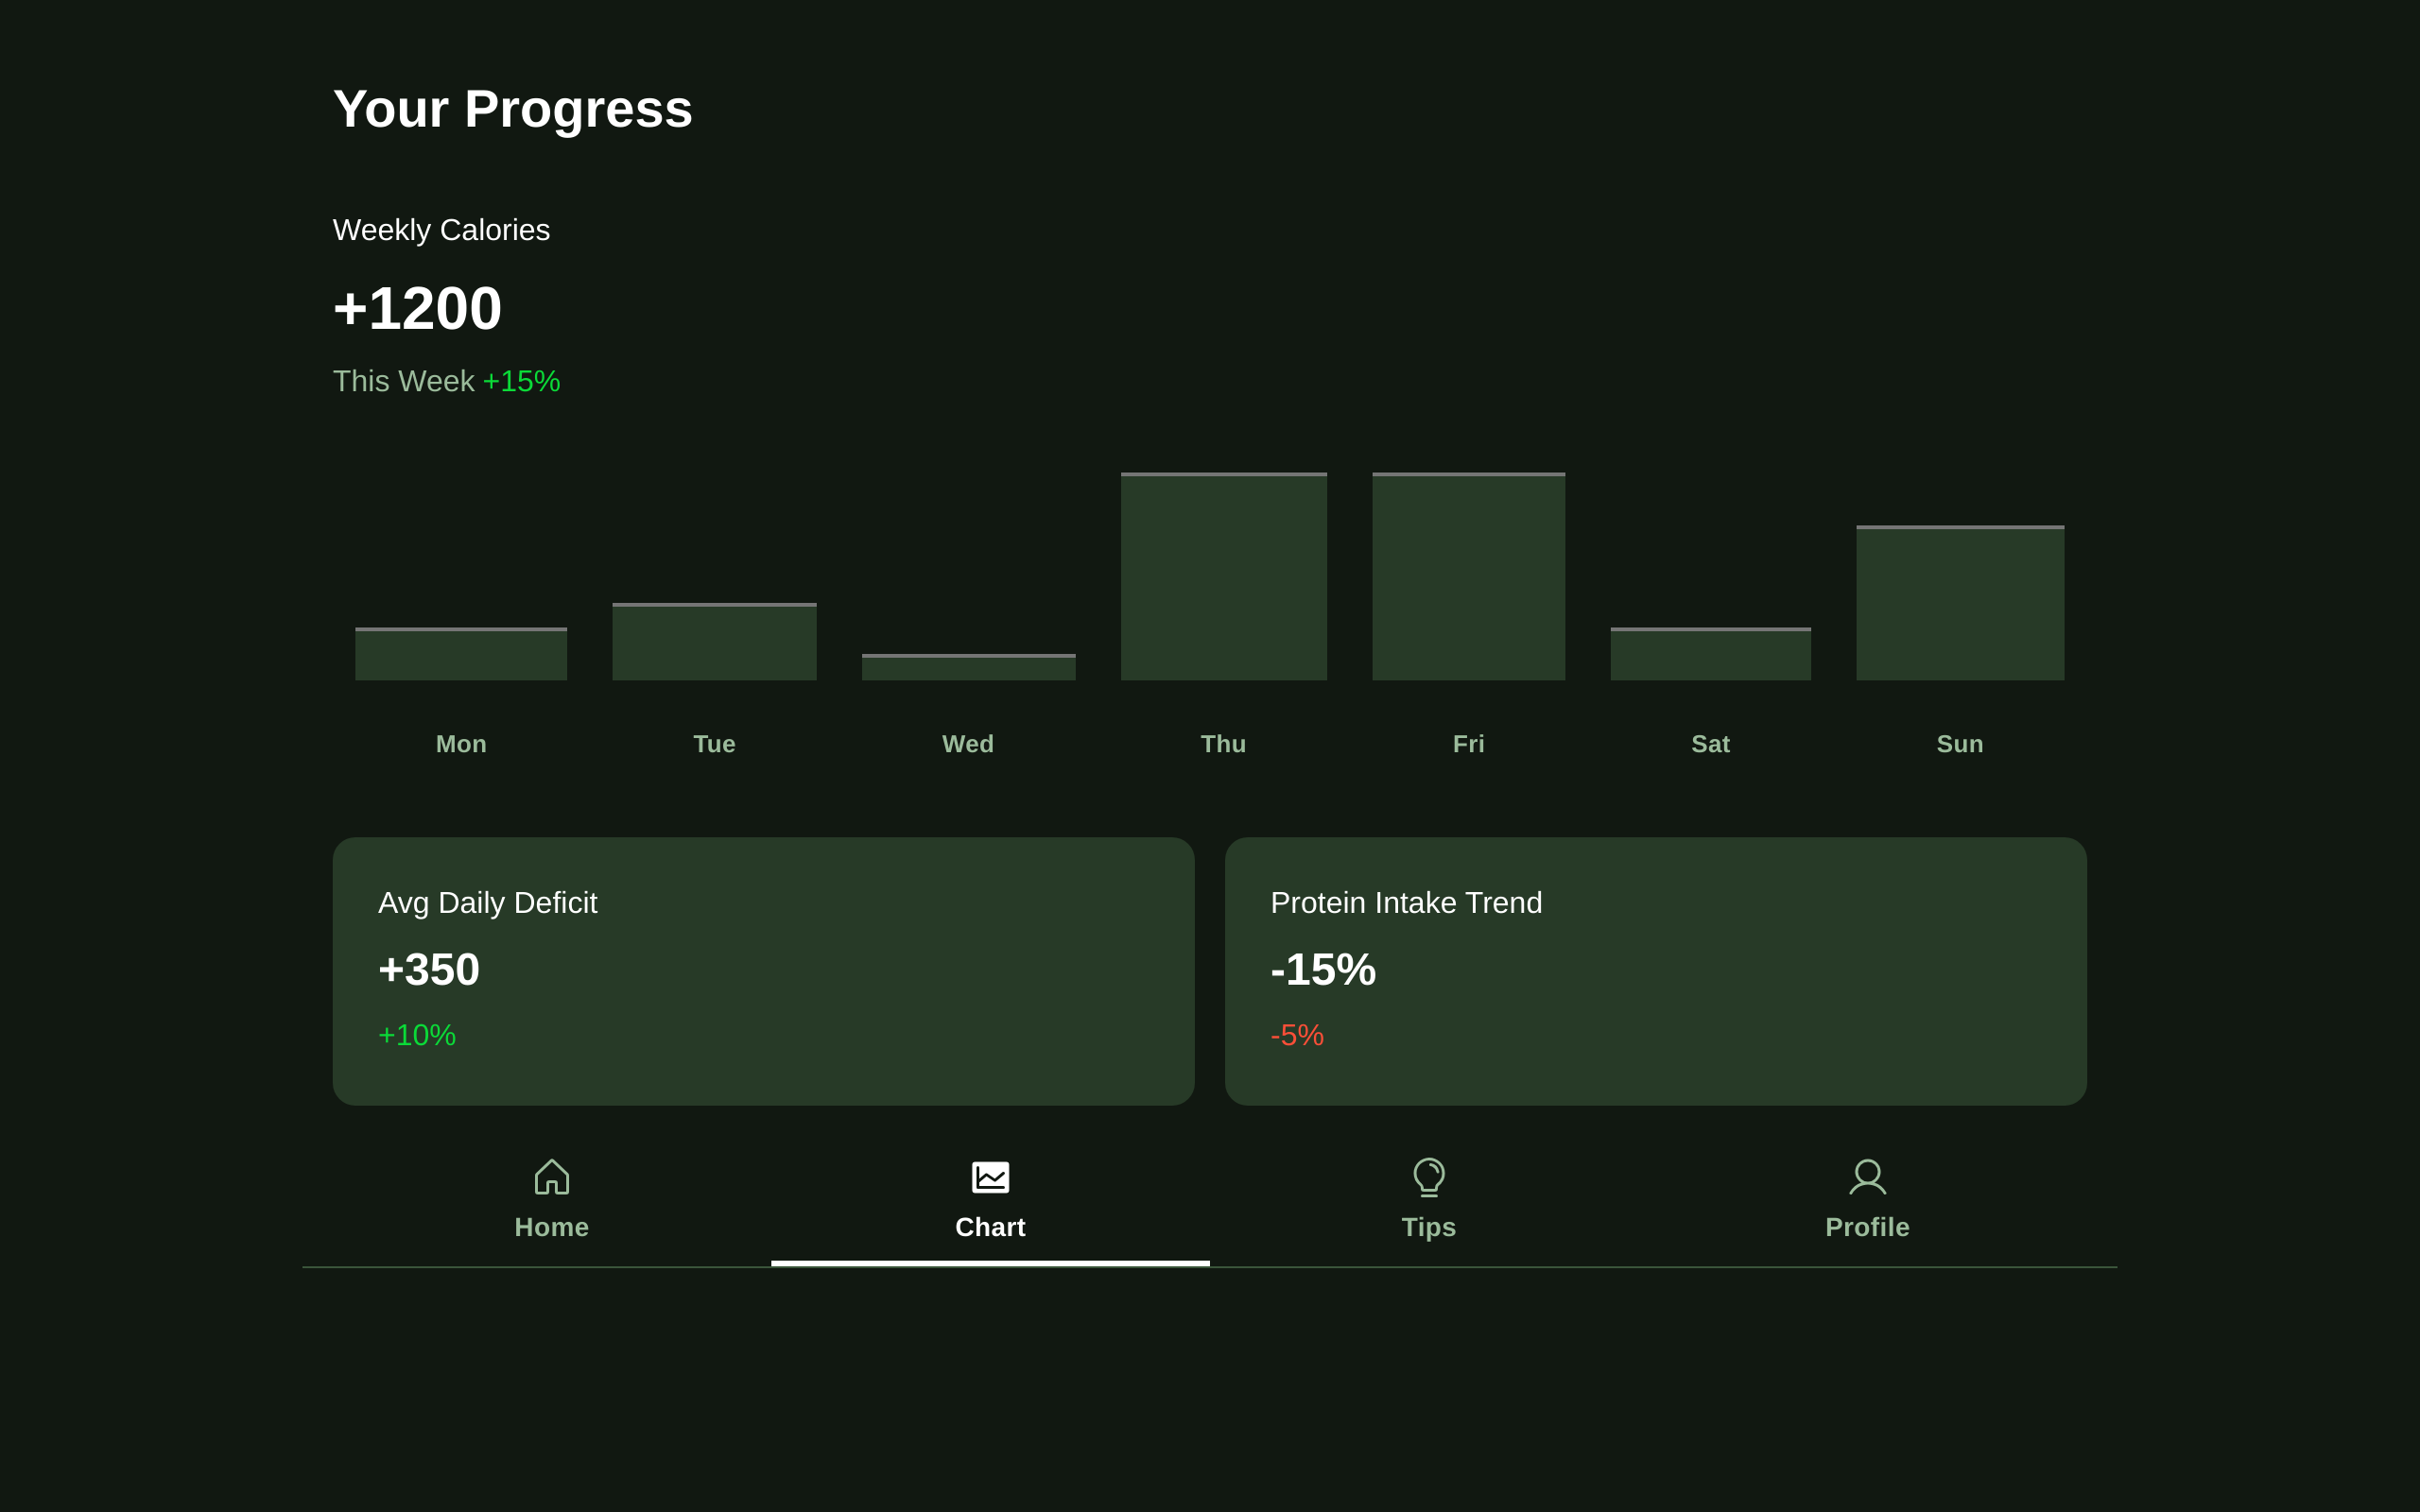 Your Progress
Weekly Calories
+1200
This Week +15%
Mon Tue Wed Thu Fri Sat Sun
Avg Daily Deficit
+350
+10%
Protein Intake Trend
-15%
-5%
Home Chart Tips Profile